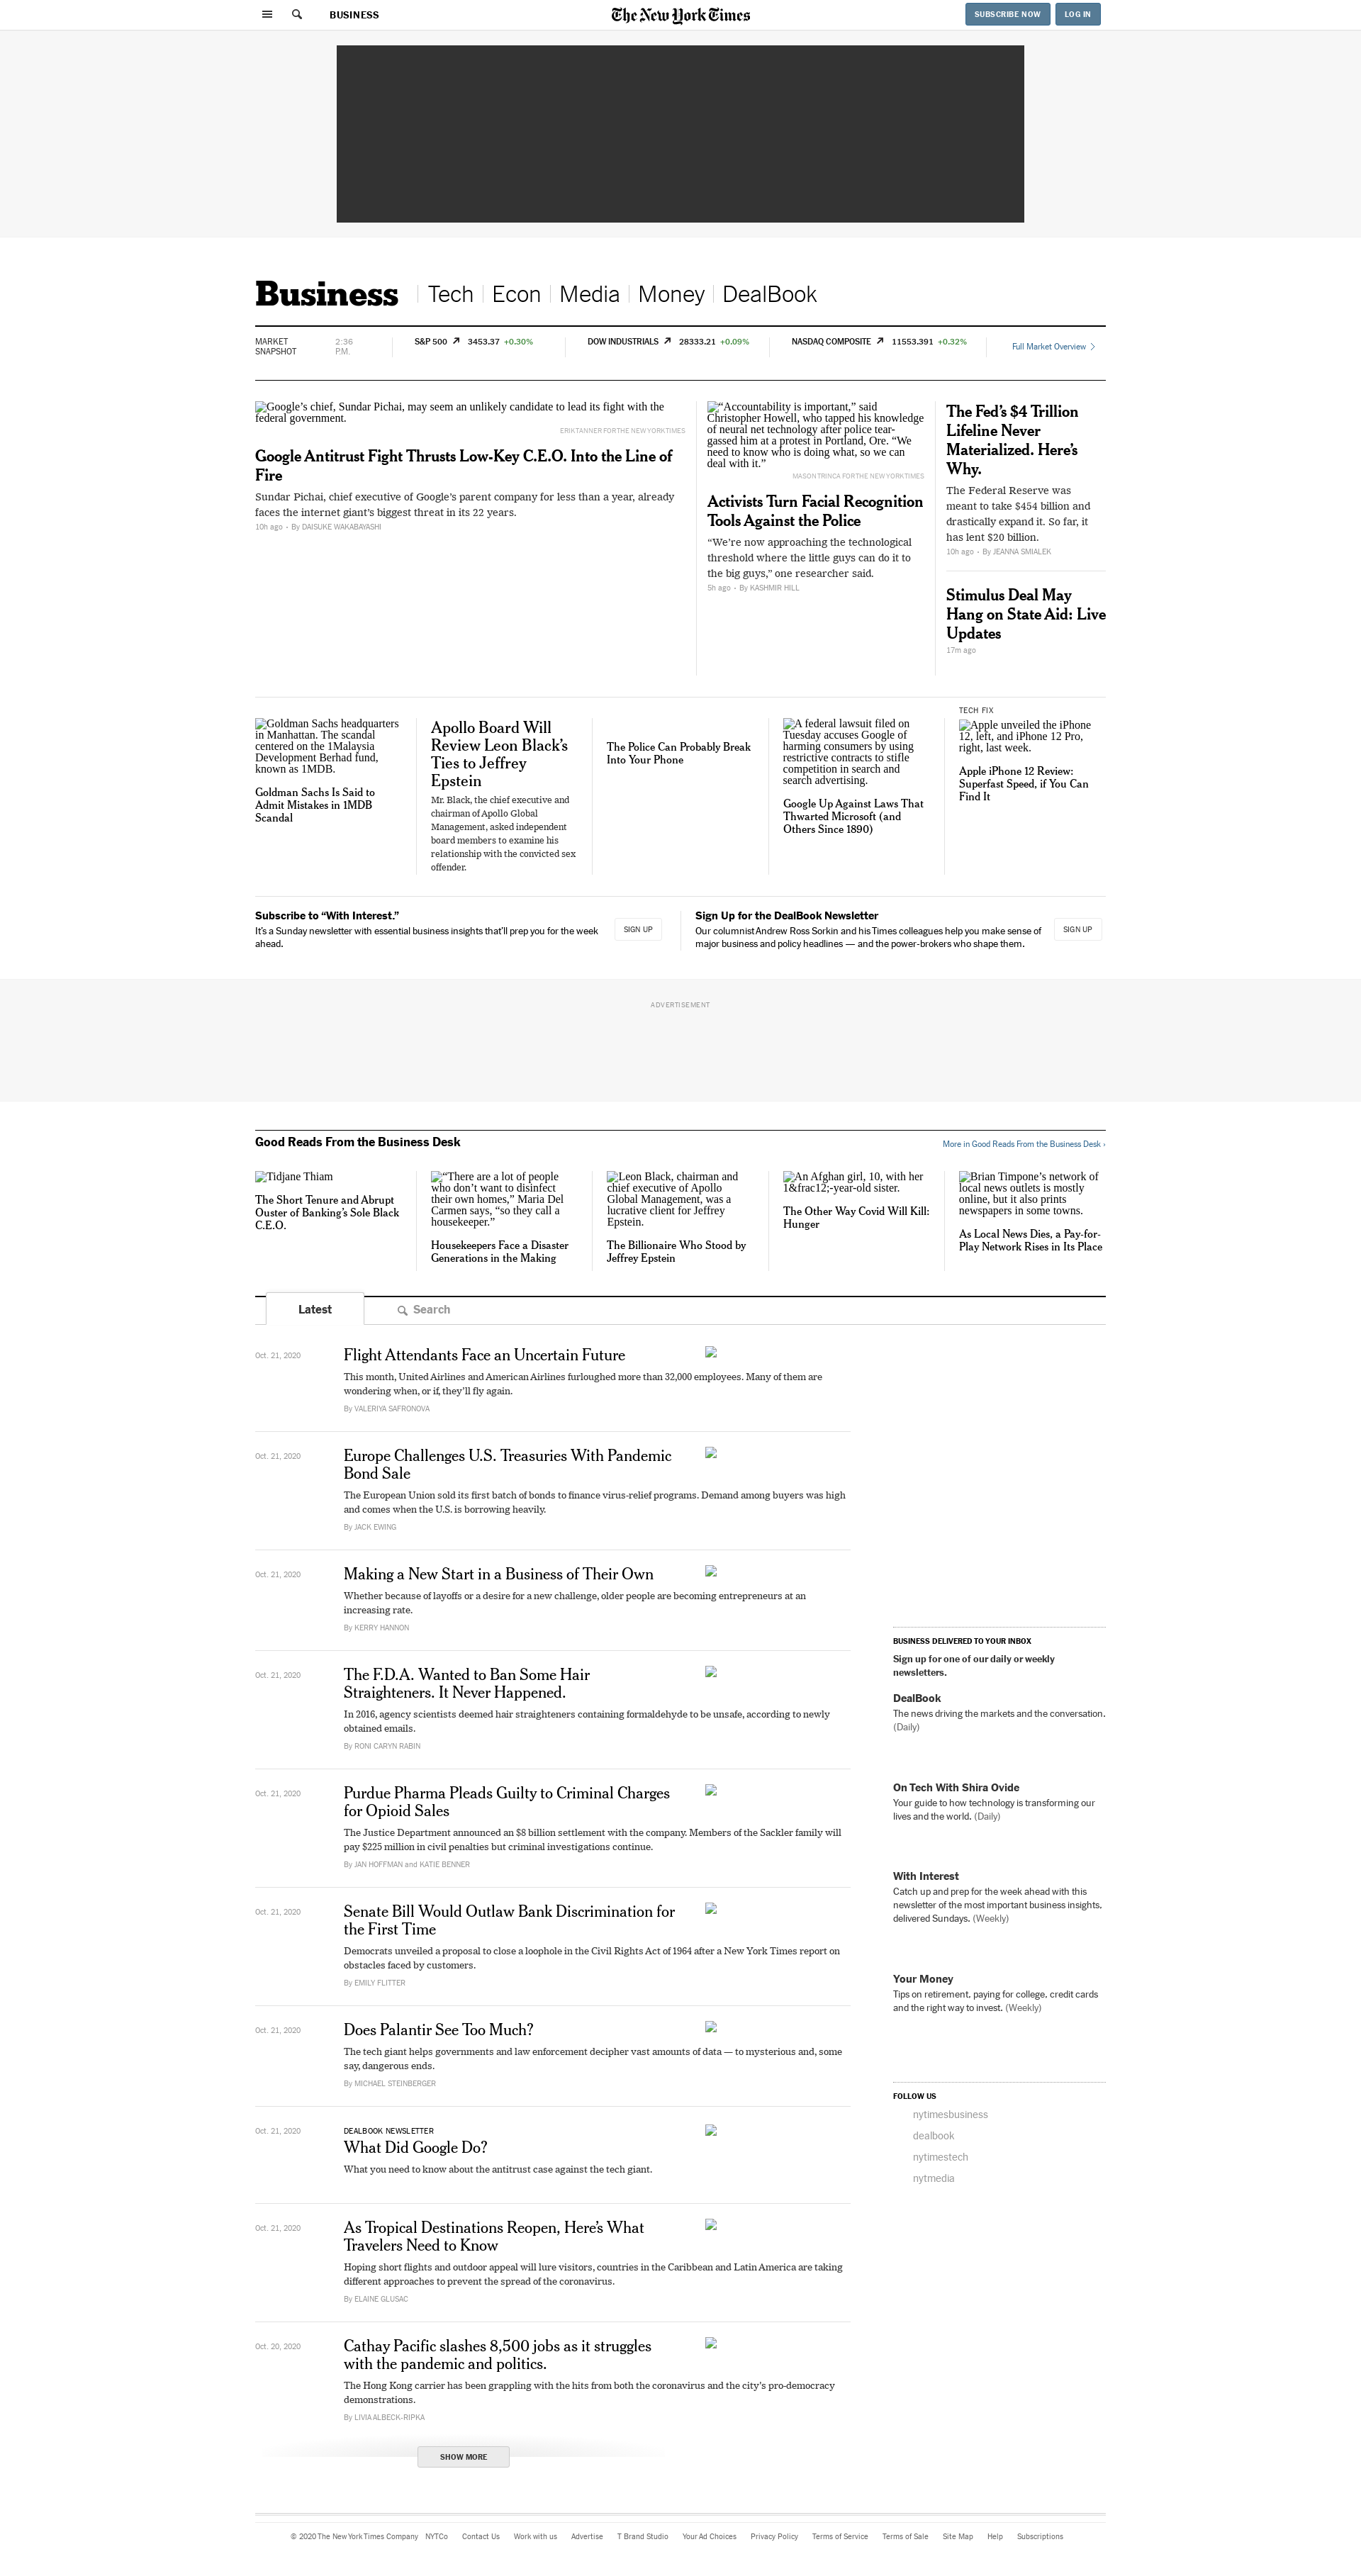 BUSINESS
The New York Times
SUBSCRIBE NOW
LOG IN
Business
Tech
Econ
Media
Money
DealBook
MARKET
SNAPSHOT
2:36
P.M.
S&P 500 3453.37 +0.30%
DOW INDUSTRIALS 28333.21 +0.09%
NASDAQ COMPOSITE 11553.391 +0.32%
Full Market Overview
Google’s chief, Sundar Pichai, may seem an unlikely candidate to lead its fight with the
federal government.
ERIK TANNER FOR THE NEW YORK TIMES
Google Antitrust Fight Thrusts Low-Key C.E.O. Into the Line of
Fire
Sundar Pichai, chief executive of Google’s parent company for less than a year, already
faces the internet giant’s biggest threat in its 22 years.
10h ago • By DAISUKE WAKABAYASHI
“Accountability is important,” said
Christopher Howell, who tapped his knowledge
of neural net technology after police tear-
gassed him at a protest in Portland, Ore. “We
need to know who is doing what, so we can
deal with it.”
MASON TRINCA FOR THE NEW YORK TIMES
Activists Turn Facial Recognition
Tools Against the Police
“We’re now approaching the technological
threshold where the little guys can do it to
the big guys,” one researcher said.
5h ago • By KASHMIR HILL
The Fed’s $4 Trillion
Lifeline Never
Materialized. Here’s
Why.
The Federal Reserve was
meant to take $454 billion and
drastically expand it. So far, it
has lent $20 billion.
10h ago • By JEANNA SMIALEK
Stimulus Deal May
Hang on State Aid: Live
Updates
17m ago
Goldman Sachs headquarters
in Manhattan. The scandal
centered on the 1Malaysia
Development Berhad fund,
known as 1MDB.
Goldman Sachs Is Said to
Admit Mistakes in 1MDB
Scandal
Apollo Board Will
Review Leon Black’s
Ties to Jeffrey
Epstein
Mr. Black, the chief executive and
chairman of Apollo Global
Management, asked independent
board members to examine his
relationship with the convicted sex
offender.
The Police Can Probably Break
Into Your Phone
A federal lawsuit filed on
Tuesday accuses Google of
harming consumers by using
restrictive contracts to stifle
competition in search and
search advertising.
Google Up Against Laws That
Thwarted Microsoft (and
Others Since 1890)
TECH FIX
Apple unveiled the iPhone
12, left, and iPhone 12 Pro,
right, last week.
Apple iPhone 12 Review:
Superfast Speed, if You Can
Find It
Subscribe to “With Interest.”
It’s a Sunday newsletter with essential business insights that’ll prep you for the week
ahead.
SIGN UP
Sign Up for the DealBook Newsletter
Our columnist Andrew Ross Sorkin and his Times colleagues help you make sense of
major business and policy headlines — and the power-brokers who shape them.
SIGN UP
ADVERTISEMENT
Good Reads From the Business Desk
More in Good Reads From the Business Desk ›
Tidjane Thiam
The Short Tenure and Abrupt
Ouster of Banking’s Sole Black
C.E.O.
“There are a lot of people
who don’t want to disinfect
their own homes,” Maria Del
Carmen says, “so they call a
housekeeper.”
Housekeepers Face a Disaster
Generations in the Making
Leon Black, chairman and
chief executive of Apollo
Global Management, was a
lucrative client for Jeffrey
Epstein.
The Billionaire Who Stood by
Jeffrey Epstein
An Afghan girl, 10, with her
1&frac12;-year-old sister.
The Other Way Covid Will Kill:
Hunger
Brian Timpone’s network of
local news outlets is mostly
online, but it also prints
newspapers in some towns.
As Local News Dies, a Pay-for-
Play Network Rises in Its Place
Latest
Search
Oct. 21, 2020
Flight Attendants Face an Uncertain Future
This month, United Airlines and American Airlines furloughed more than 32,000 employees. Many of them are
wondering when, or if, they’ll fly again.
By VALERIYA SAFRONOVA
Oct. 21, 2020
Europe Challenges U.S. Treasuries With Pandemic
Bond Sale
The European Union sold its first batch of bonds to finance virus-relief programs. Demand among buyers was high
and comes when the U.S. is borrowing heavily.
By JACK EWING
Oct. 21, 2020
Making a New Start in a Business of Their Own
Whether because of layoffs or a desire for a new challenge, older people are becoming entrepreneurs at an
increasing rate.
By KERRY HANNON
Oct. 21, 2020
The F.D.A. Wanted to Ban Some Hair
Straighteners. It Never Happened.
In 2016, agency scientists deemed hair straighteners containing formaldehyde to be unsafe, according to newly
obtained emails.
By RONI CARYN RABIN
Oct. 21, 2020
Purdue Pharma Pleads Guilty to Criminal Charges
for Opioid Sales
The Justice Department announced an $8 billion settlement with the company. Members of the Sackler family will
pay $225 million in civil penalties but criminal investigations continue.
By JAN HOFFMAN and KATIE BENNER
Oct. 21, 2020
Senate Bill Would Outlaw Bank Discrimination for
the First Time
Democrats unveiled a proposal to close a loophole in the Civil Rights Act of 1964 after a New York Times report on
obstacles faced by customers.
By EMILY FLITTER
Oct. 21, 2020
Does Palantir See Too Much?
The tech giant helps governments and law enforcement decipher vast amounts of data — to mysterious and, some
say, dangerous ends.
By MICHAEL STEINBERGER
Oct. 21, 2020
DEALBOOK NEWSLETTER
What Did Google Do?
What you need to know about the antitrust case against the tech giant.
Oct. 21, 2020
As Tropical Destinations Reopen, Here’s What
Travelers Need to Know
Hoping short flights and outdoor appeal will lure visitors, countries in the Caribbean and Latin America are taking
different approaches to prevent the spread of the coronavirus.
By ELAINE GLUSAC
Oct. 20, 2020
Cathay Pacific slashes 8,500 jobs as it struggles
with the pandemic and politics.
The Hong Kong carrier has been grappling with the hits from both the coronavirus and the city’s pro-democracy
demonstrations.
By LIVIA ALBECK-RIPKA
SHOW MORE
BUSINESS DELIVERED TO YOUR INBOX
Sign up for one of our daily or weekly
newsletters.
DealBook
The news driving the markets and the conversation.
(Daily)
On Tech With Shira Ovide
Your guide to how technology is transforming our
lives and the world. (Daily)
With Interest
Catch up and prep for the week ahead with this
newsletter of the most important business insights,
delivered Sundays. (Weekly)
Your Money
Tips on retirement, paying for college, credit cards
and the right way to invest. (Weekly)
FOLLOW US
nytimesbusiness
dealbook
nytimestech
nytmedia
© 2020 The New York Times Company NYTCo Contact Us Work with us Advertise T Brand Studio Your Ad Choices Privacy Policy Terms of Service Terms of Sale Site Map Help Subscriptions